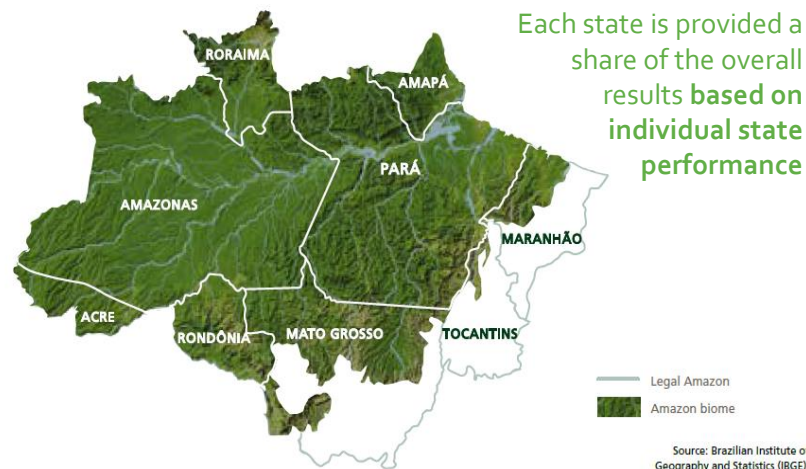 Each state is provided a
share of the overall
results based on
individual state
performance
RORAIMA
AMAPÁ
PARÁ
AMAZONAS
MARANHÃO
ACRE
RONDÔNIA
MATO GROSSO
TOCANTINS
Legal Amazon
Amazon biome
Source: Brazilian Institute
Geography and Statistics (IBGE)